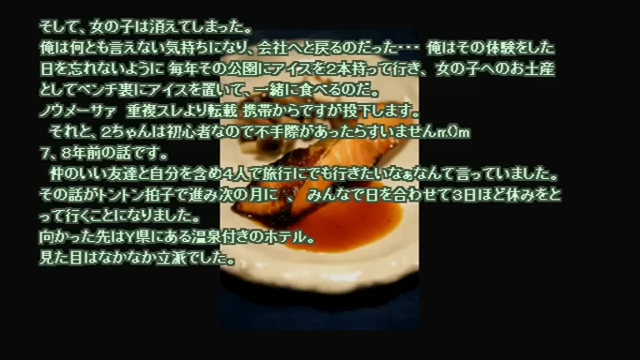 そして、女の子は消えてしまった。
俺は何とも言えない気持ちになり、会社へと戻るのだった・・・ 俺はその体験をした
日を忘れないように 毎年その公園にアイスを2本持って行き、女の子へのお土産
としてベンチ裏にアイスを置いて、一緒に食べるのだ。
ノウメーサァ 重複スレより転載 携帯からですが投下します。
それと、2ちゃんは初心者なので不手際があったらすいませんm()m
7、8年前の話です。
仲のいい友達と自分を含め4人で旅行にでも行きたいなぁなんて言っていました。
その話がトントン拍子で進み次の月に 、 みんなで日を合わせて3日ほど休みをと
って行くことになりました。
向かった先はY県にある温泉付きのホテル。
見た目はなかなか立派でした。